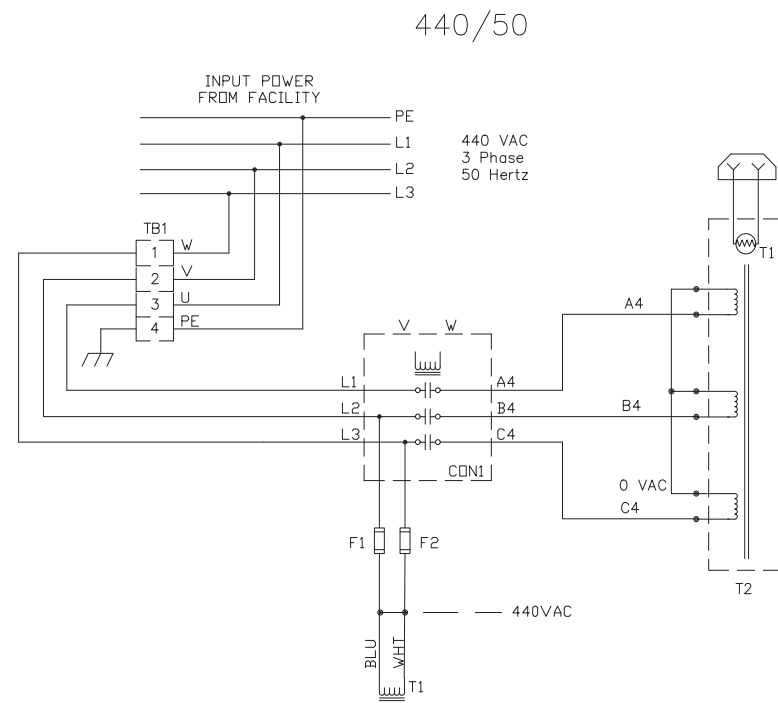 440/50
INPUT POWER
FROM FACILITY
PE
L1
L2
L3
440 VAC
3 Phase
50 Hertz
TB1
1 W
2 V
3 U
4 PE
T1
A4
V W
L1 A4
L2 B4
B4
L3 C4
0 VAC
CON1
C4
F1 F2
T2
440VAC
BLU
WHT
T1